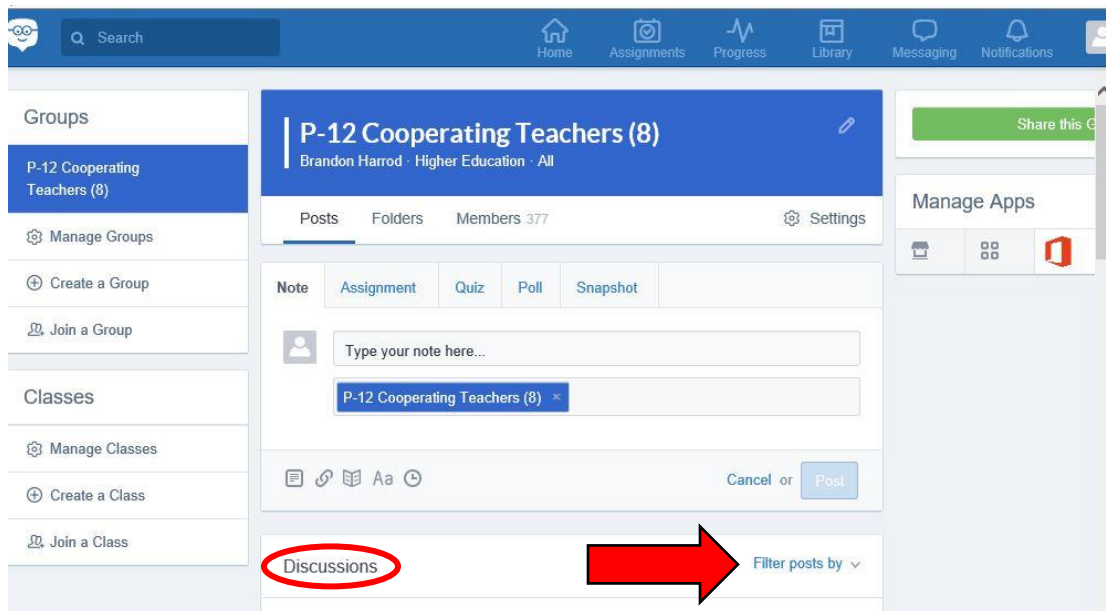 Search
Home
Assignments
Progress
Library
Messaging
Notifications
Groups
P-12 Cooperating
Teachers (8)
Manage Groups
Create a Group
Join a Group
Classes
Manage Classes
Create a Class
Join a Class
P-12 Cooperating Teachers (8)
Brandon Harrod · Higher Education · All
Posts Folders Members 377 Settings
Note Assignment Quiz Poll Snapshot
Type your note here...
P-12 Cooperating Teachers (8) ×
Aa
Cancel or Post
Discussions
Filter posts by
Share this G
Manage Apps